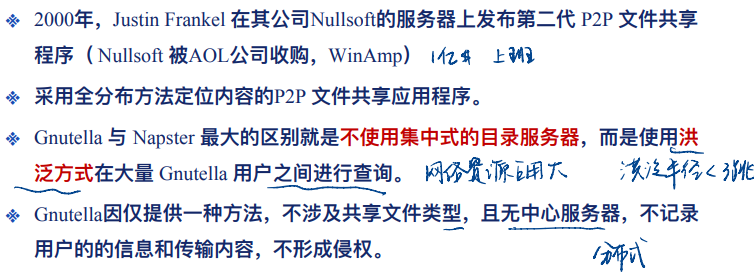 2000年，Justin Frankel 在其公司Nullsoft的服务器上发布第二代 P2P 文件共享
程序（ Nullsoft 被AOL公司收购，WinAmp） 1亿美 上班
采用全分布方法定位内容的P2P 文件共享应用程序。
Gnutella 与 Napster 最大的区别就是不使用集中式的目录服务器，而是使用洪
泛方式在大量 Gnutella 用户之间进行查询。 网络资源占用大 洪泛半径<
Gnutella因仅提供一种方法，不涉及共享文件类型，且无中心服务器，不记录
用户的的信息和传输内容，不形成侵权。 分布式